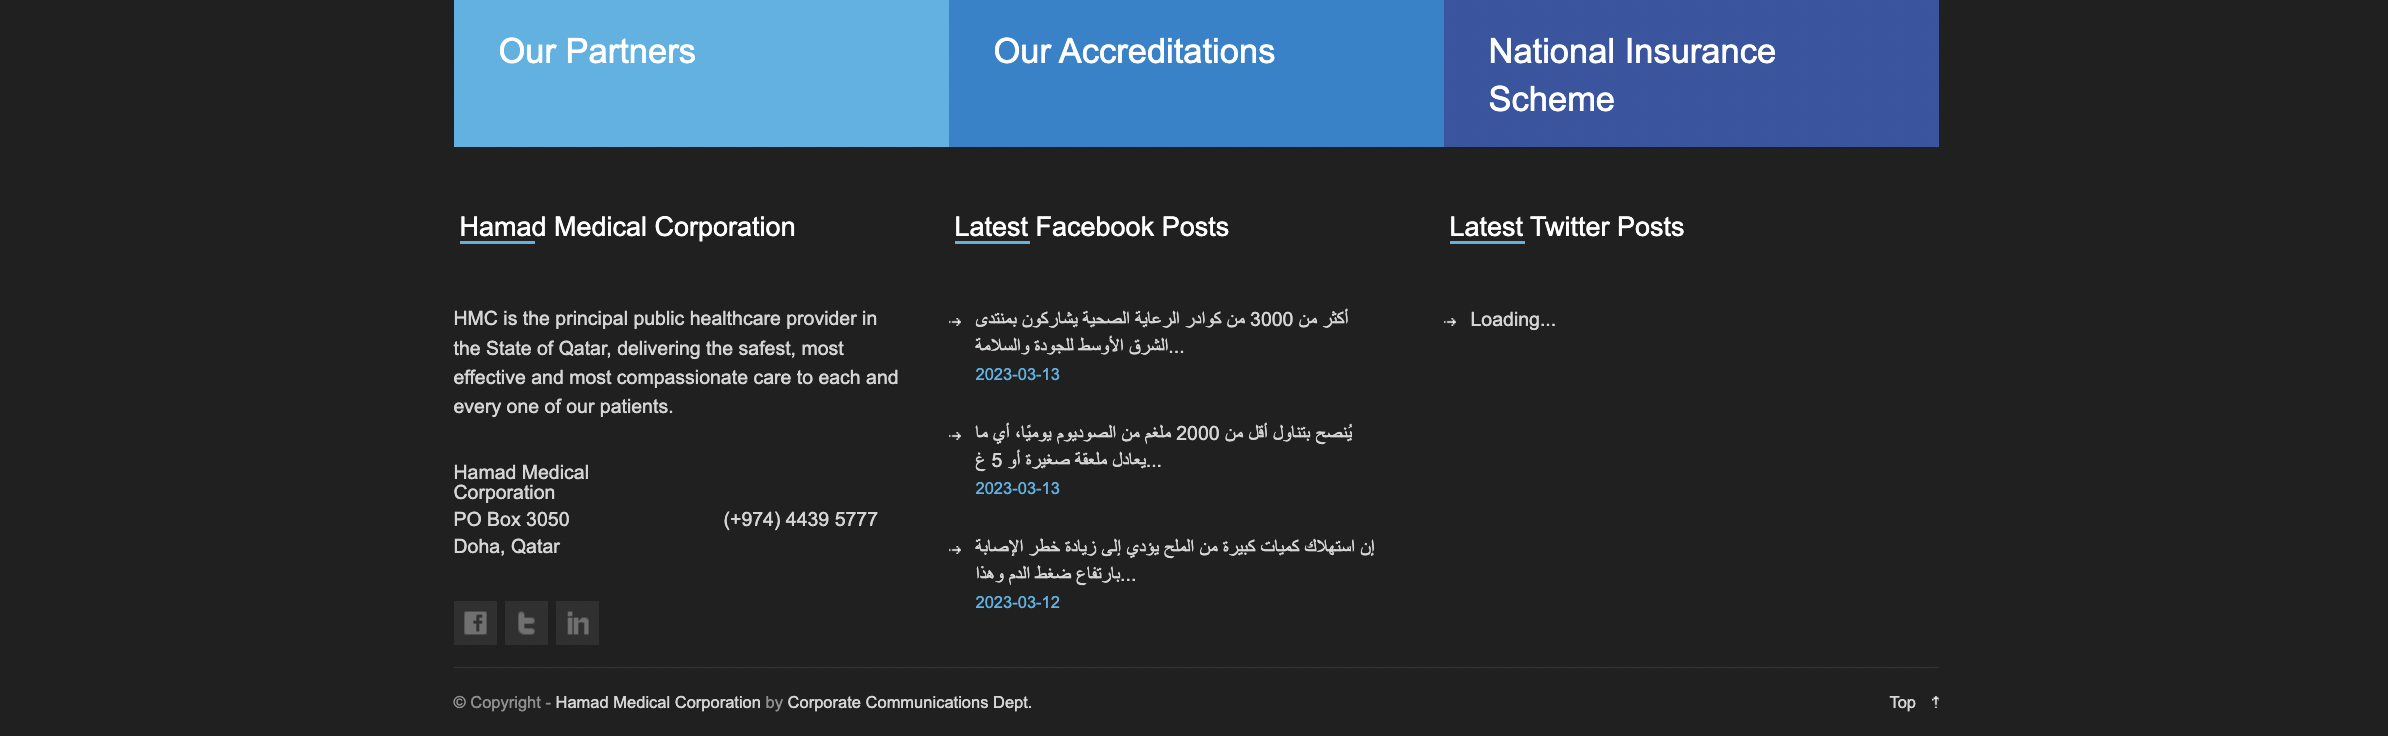 Our Partners
Our Accreditations
National Insurance
Scheme
Hamad Medical Corporation
HMC is the principal public healthcare provider in
the State of Qatar, delivering the safest, most
effective and most compassionate care to each and
every one of our patients.
Hamad Medical
Corporation
PO Box 3050
Doha, Qatar
(+974) 4439 5777
Latest Facebook Posts
أكثر من 3000 من كوادر الرعاية الصحية يشاركون بمنتدى
الشرق الأوسط للجودة والسلامة...
2023-03-13
يُنصح بتناول أقل من 2000 ملغم من الصوديوم يوميًا، أي ما
يعادل ملعقة صغيرة أو 5 غ...
2023-03-13
إن استهلاك كميات كبيرة من الملح يؤدي إلى زيادة خطر الإصابة
بارتفاع ضغط الدم وهذا...
2023-03-12
Latest Twitter Posts
Loading...
© Copyright - Hamad Medical Corporation by Corporate Communications Dept.
Top